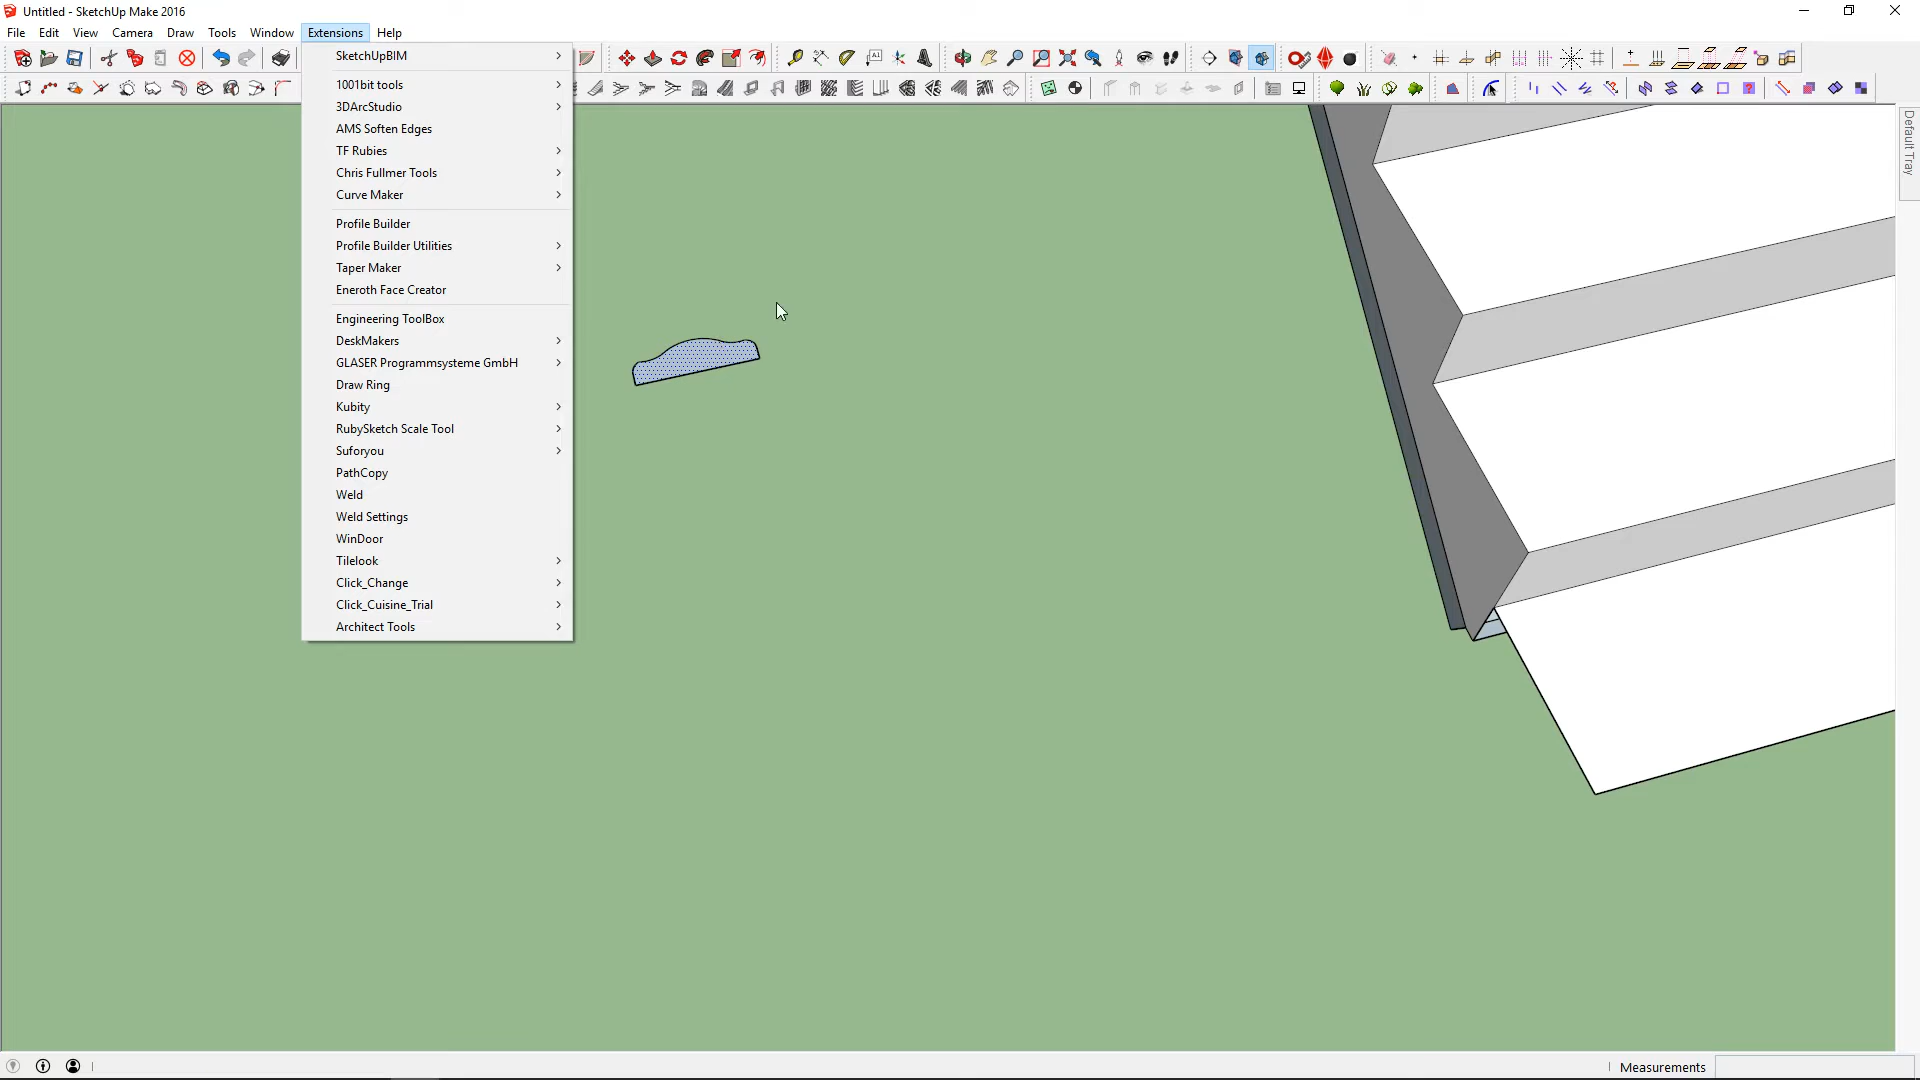 Untitled - SketchUp Make 2016
File Edit View Camera Draw Tools Window Extensions Help
SketchUpBIM
1001bit tools
3DArcStudio
AMS Soften Edges
TF Rubies
Chris Fullmer Tools
Curve Maker
Profile Builder
Profile Builder Utilities
Taper Maker
Eneroth Face Creator
Engineering ToolBox
DeskMakers
GLASER Programmsysteme GmbH
Draw Ring
Kubity
RubySketch Scale Tool
Suforyou
PathCopy
Weld
Weld Settings
WinDoor
Tilelook
Click_Change
Click_Cuisine_Trial
Architect Tools
Default Tray
Measurements